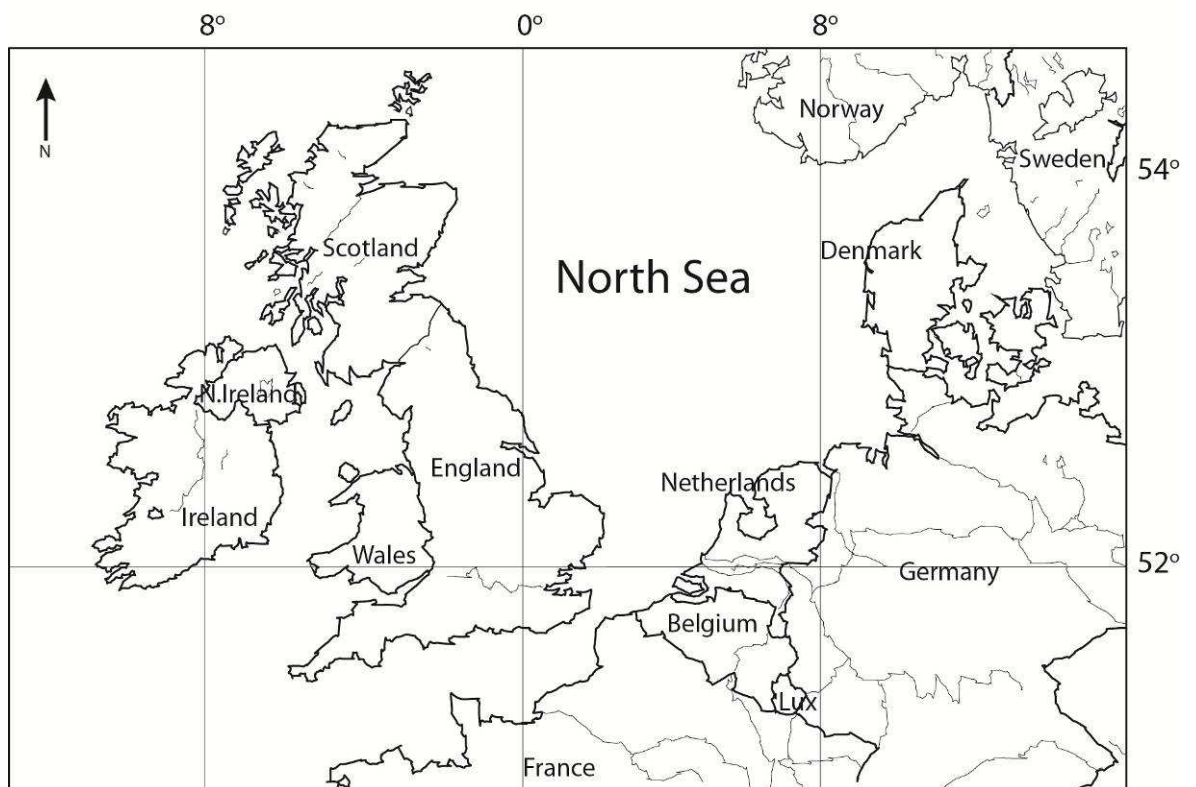 8°
0°
8°
N
Norway
54°
Sweden
Scotland
Denmark
North Sea
N.Ireland
England
Netherlands
Ireland
Wales
52°
Germany
Belgium
Lux
France